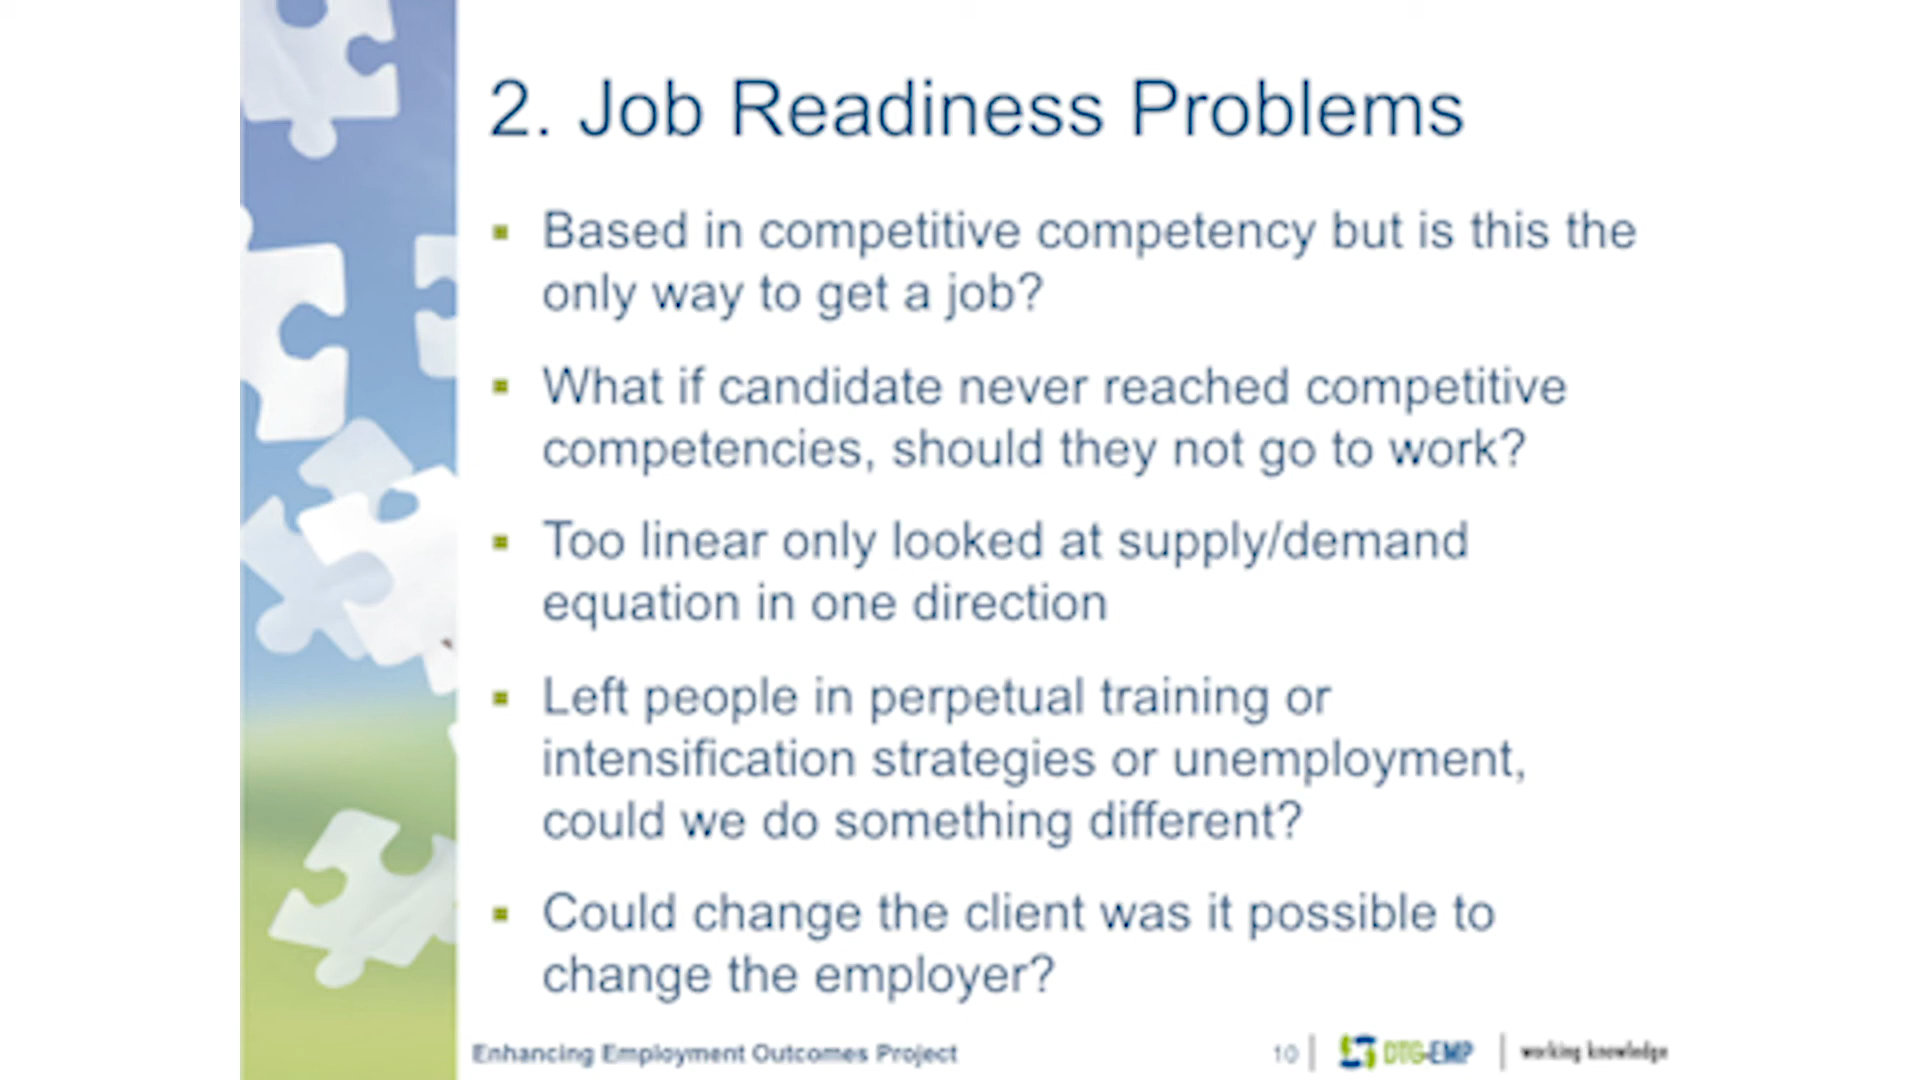 2. Job Readiness Problems
Based in competitive competency but is this the
only way to get a job?
What if candidate never reached competitive
competencies, should they not go to work?
Too linear only looked at supply/demand
equation in one direction
Left people in perpetual training or
intensification strategies or unemployment,
could we do something different?
Could change the client was it possible to
change the employer?
Enhancing Employment Outcomes Project
10
DTG-EMP
working knowledge